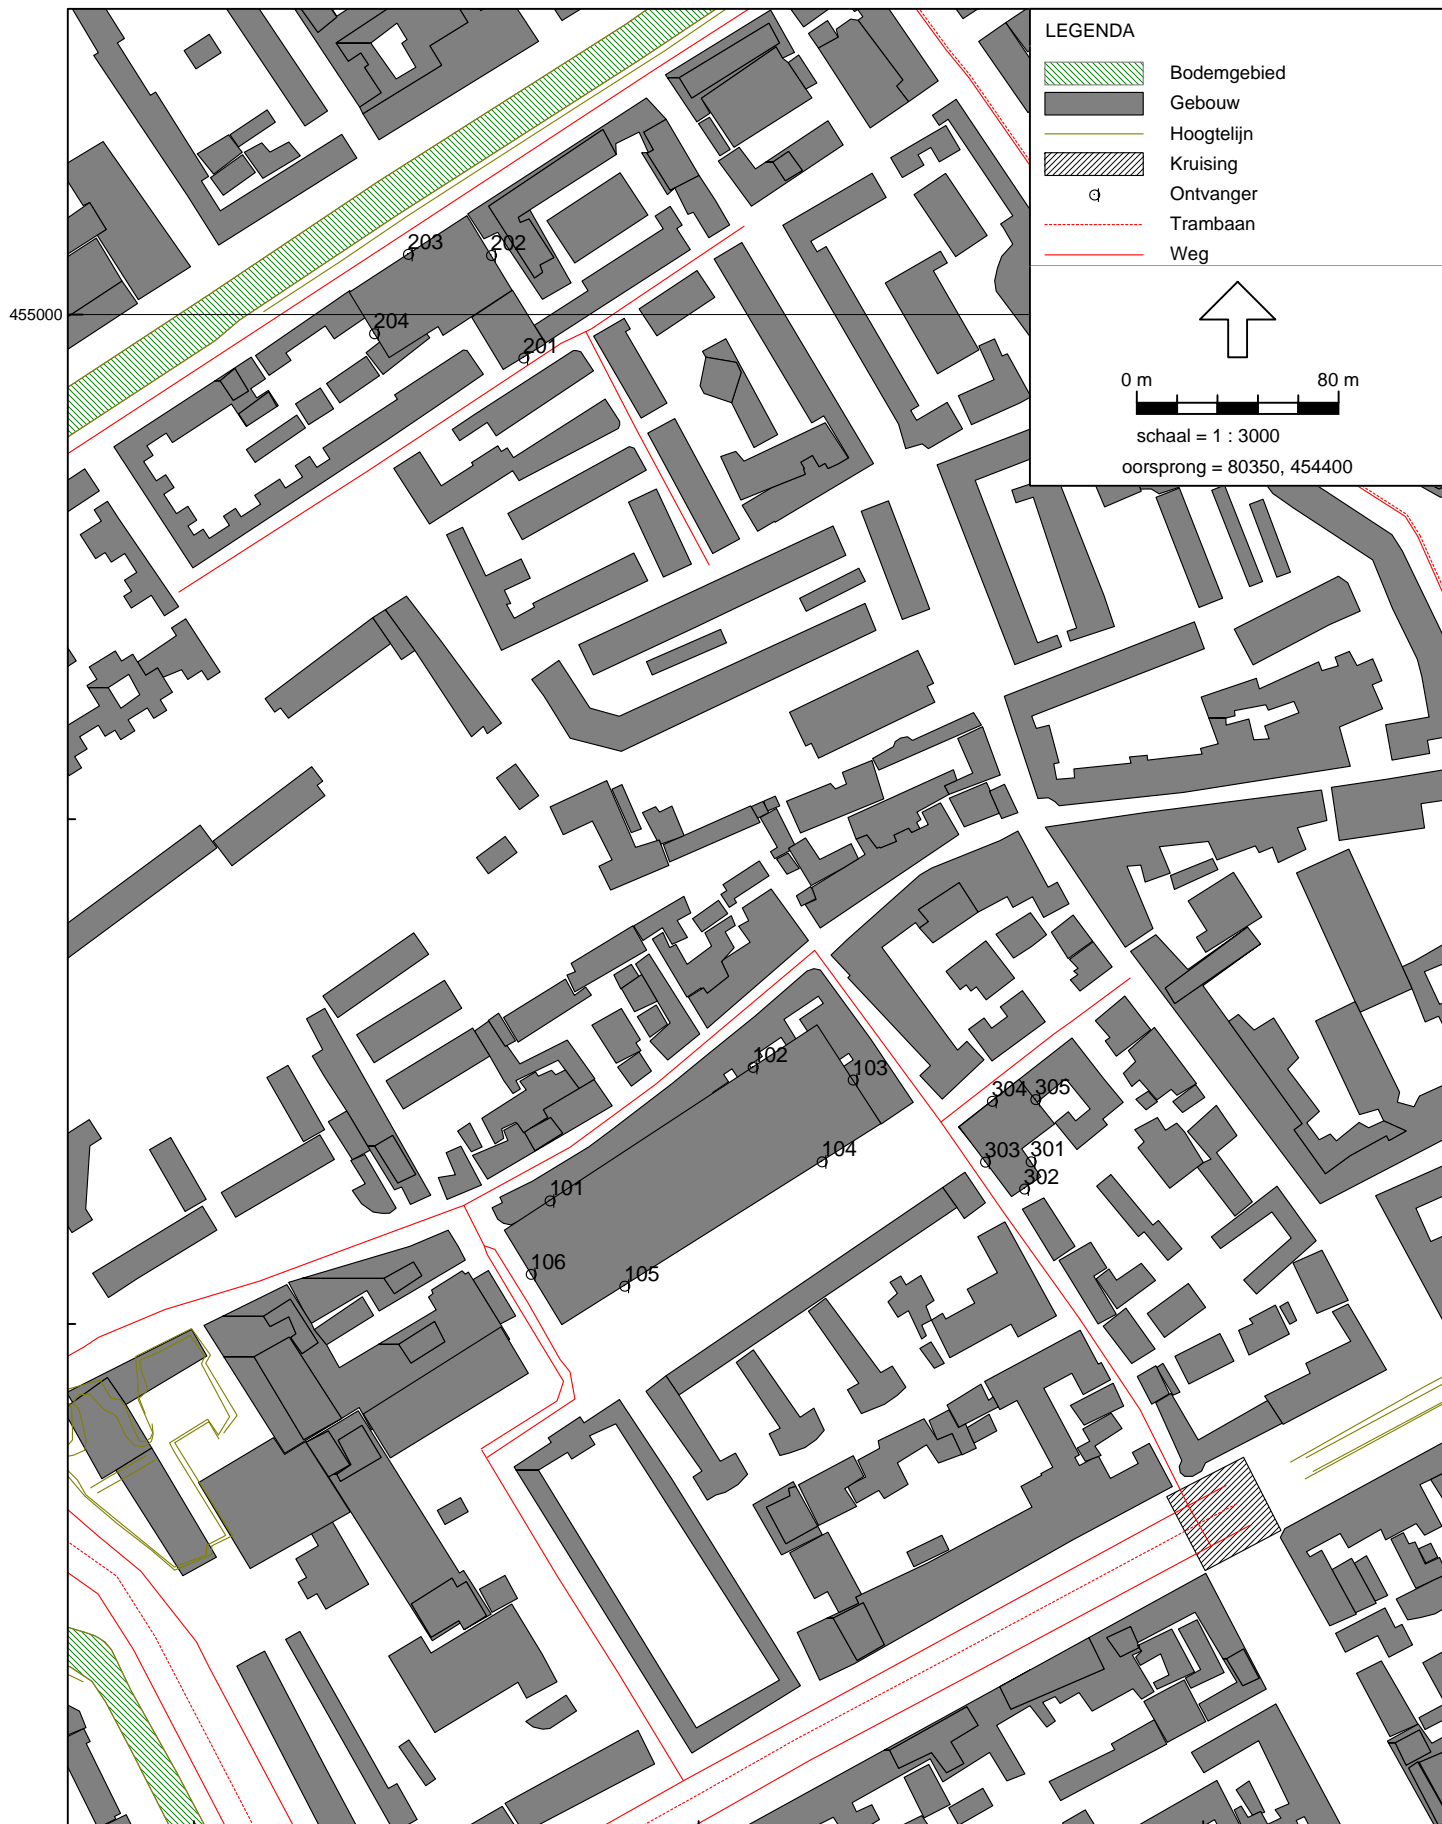 LEGENDA
Bodemgebied
Gebouw
Hoogtelijn
Kruising
Ontvanger
Trambaan
Weg
0 m
80 m
schaal = 1 : 3000
oorsprong = 80350, 454400
203
202
455000
204
201
102
103
304
305
104
303
301
302
101
106
105